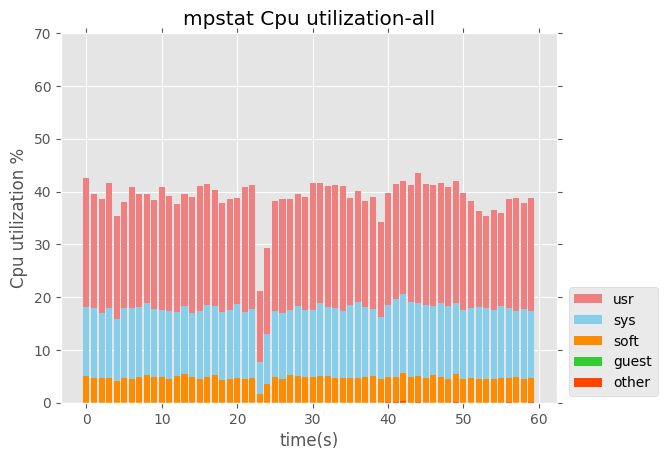 mpstat Cpu utilization-all
70
60
50
40
30
20
10
0
Cpu utilization %
0 10 20 30 40 50 60
time(s)
usr
sys
soft
guest
other